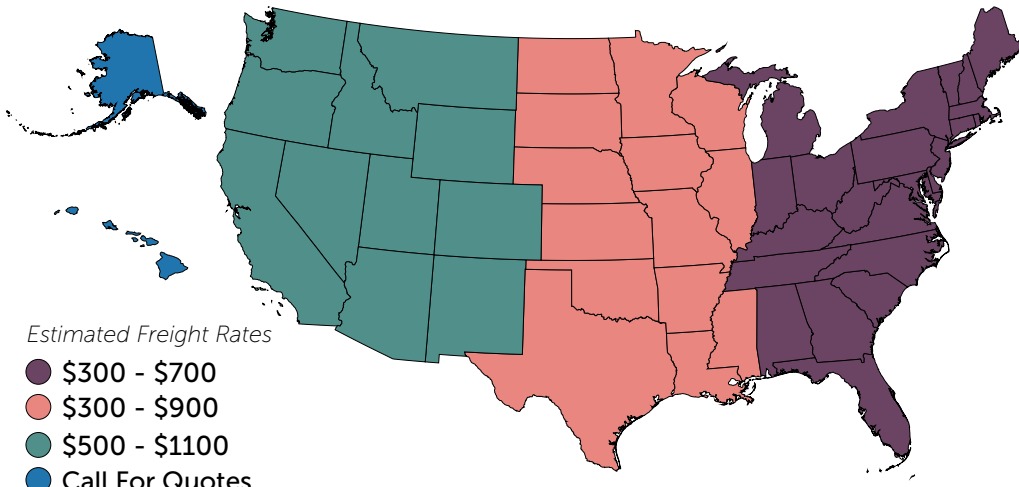 Estimated Freight Rates
$300 - $700
$300 - $900
$500 - $1100
Call For Quotes